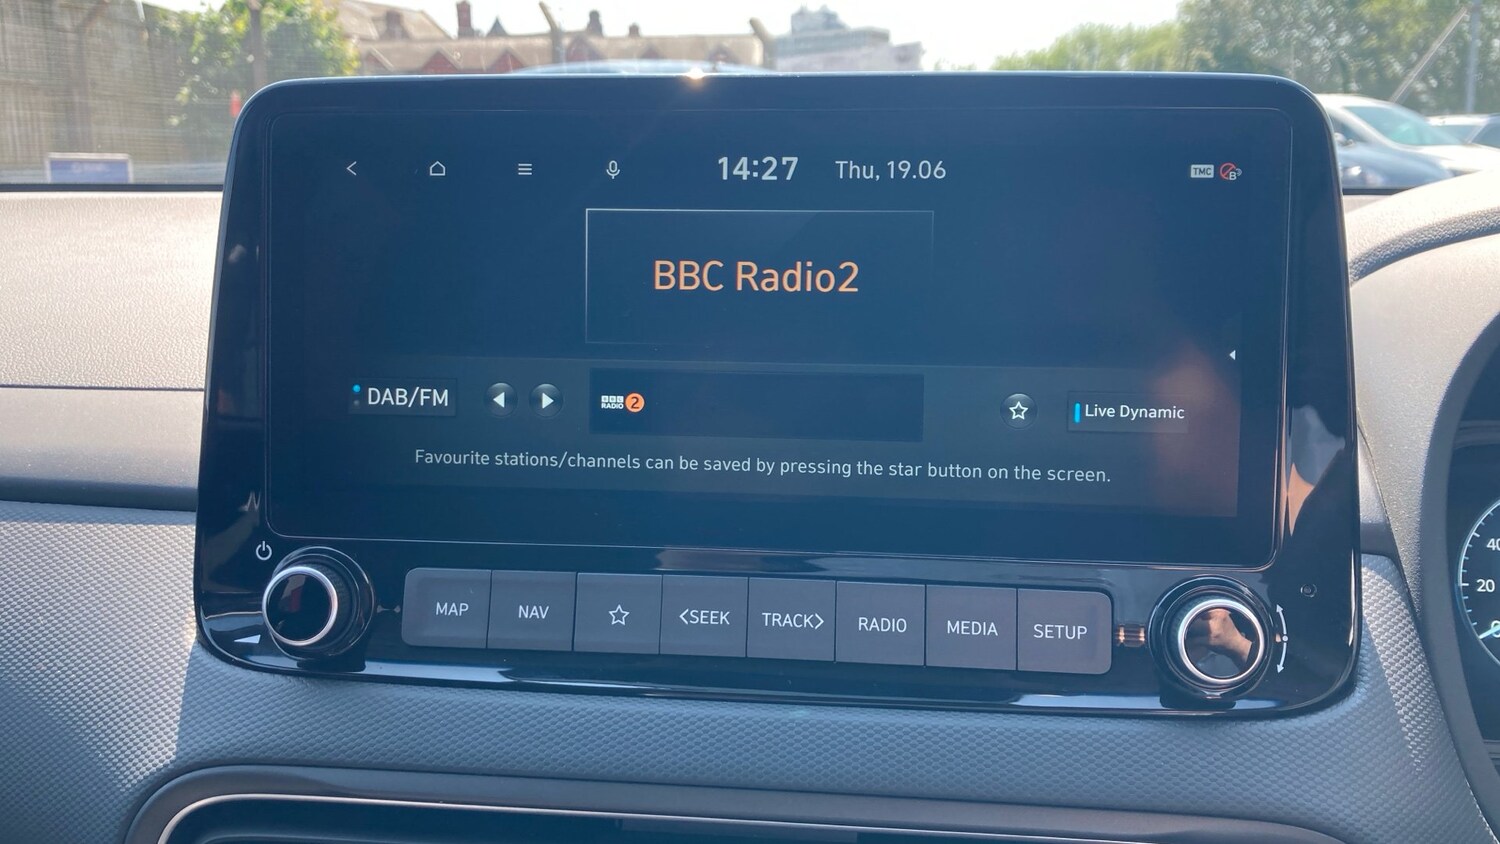 14:27 Thu, 19.06 TMC B
BBC Radio2
DAB/FM BBC RADIO 2 Live Dynamic
Favourite stations/channels can be saved by pressing the star button on the screen.
MAP NAV <SEEK TRACK> RADIO MEDIA SETUP
40
20
0